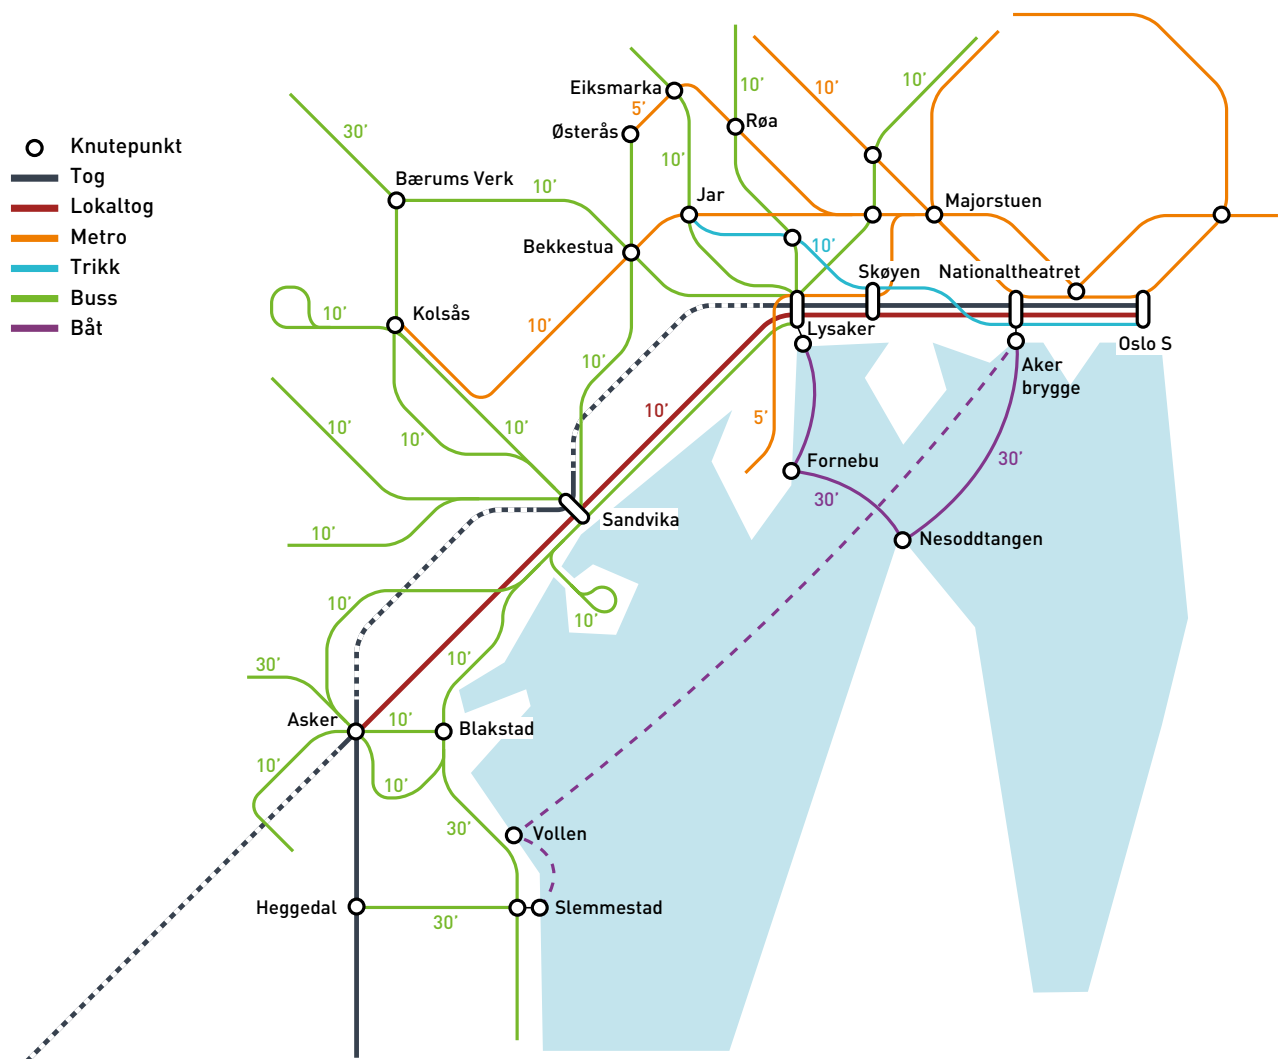 Knutepunkt
Tog
Lokaltog
Metro
Trikk
Buss
Båt
Eiksmarka
5’
Østerås
10’
Røa
10’
10’
10’
30’
Bærums Verk
10’
10’
Jar
Majorstuen
Bekkestua
10’
Skøyen
Nationaltheatret
Kolsås
10’
10’
Lysaker
Oslo S
Aker
brygge
10’
10’
5’
10’
10’
10’
Fornebu
30’
30’
10’
Sandvika
Nesoddtangen
10’
10’
10’
30’
Asker
10’
Blakstad
10’
10’
30’
Vollen
Heggedal
30’
Slemmestad